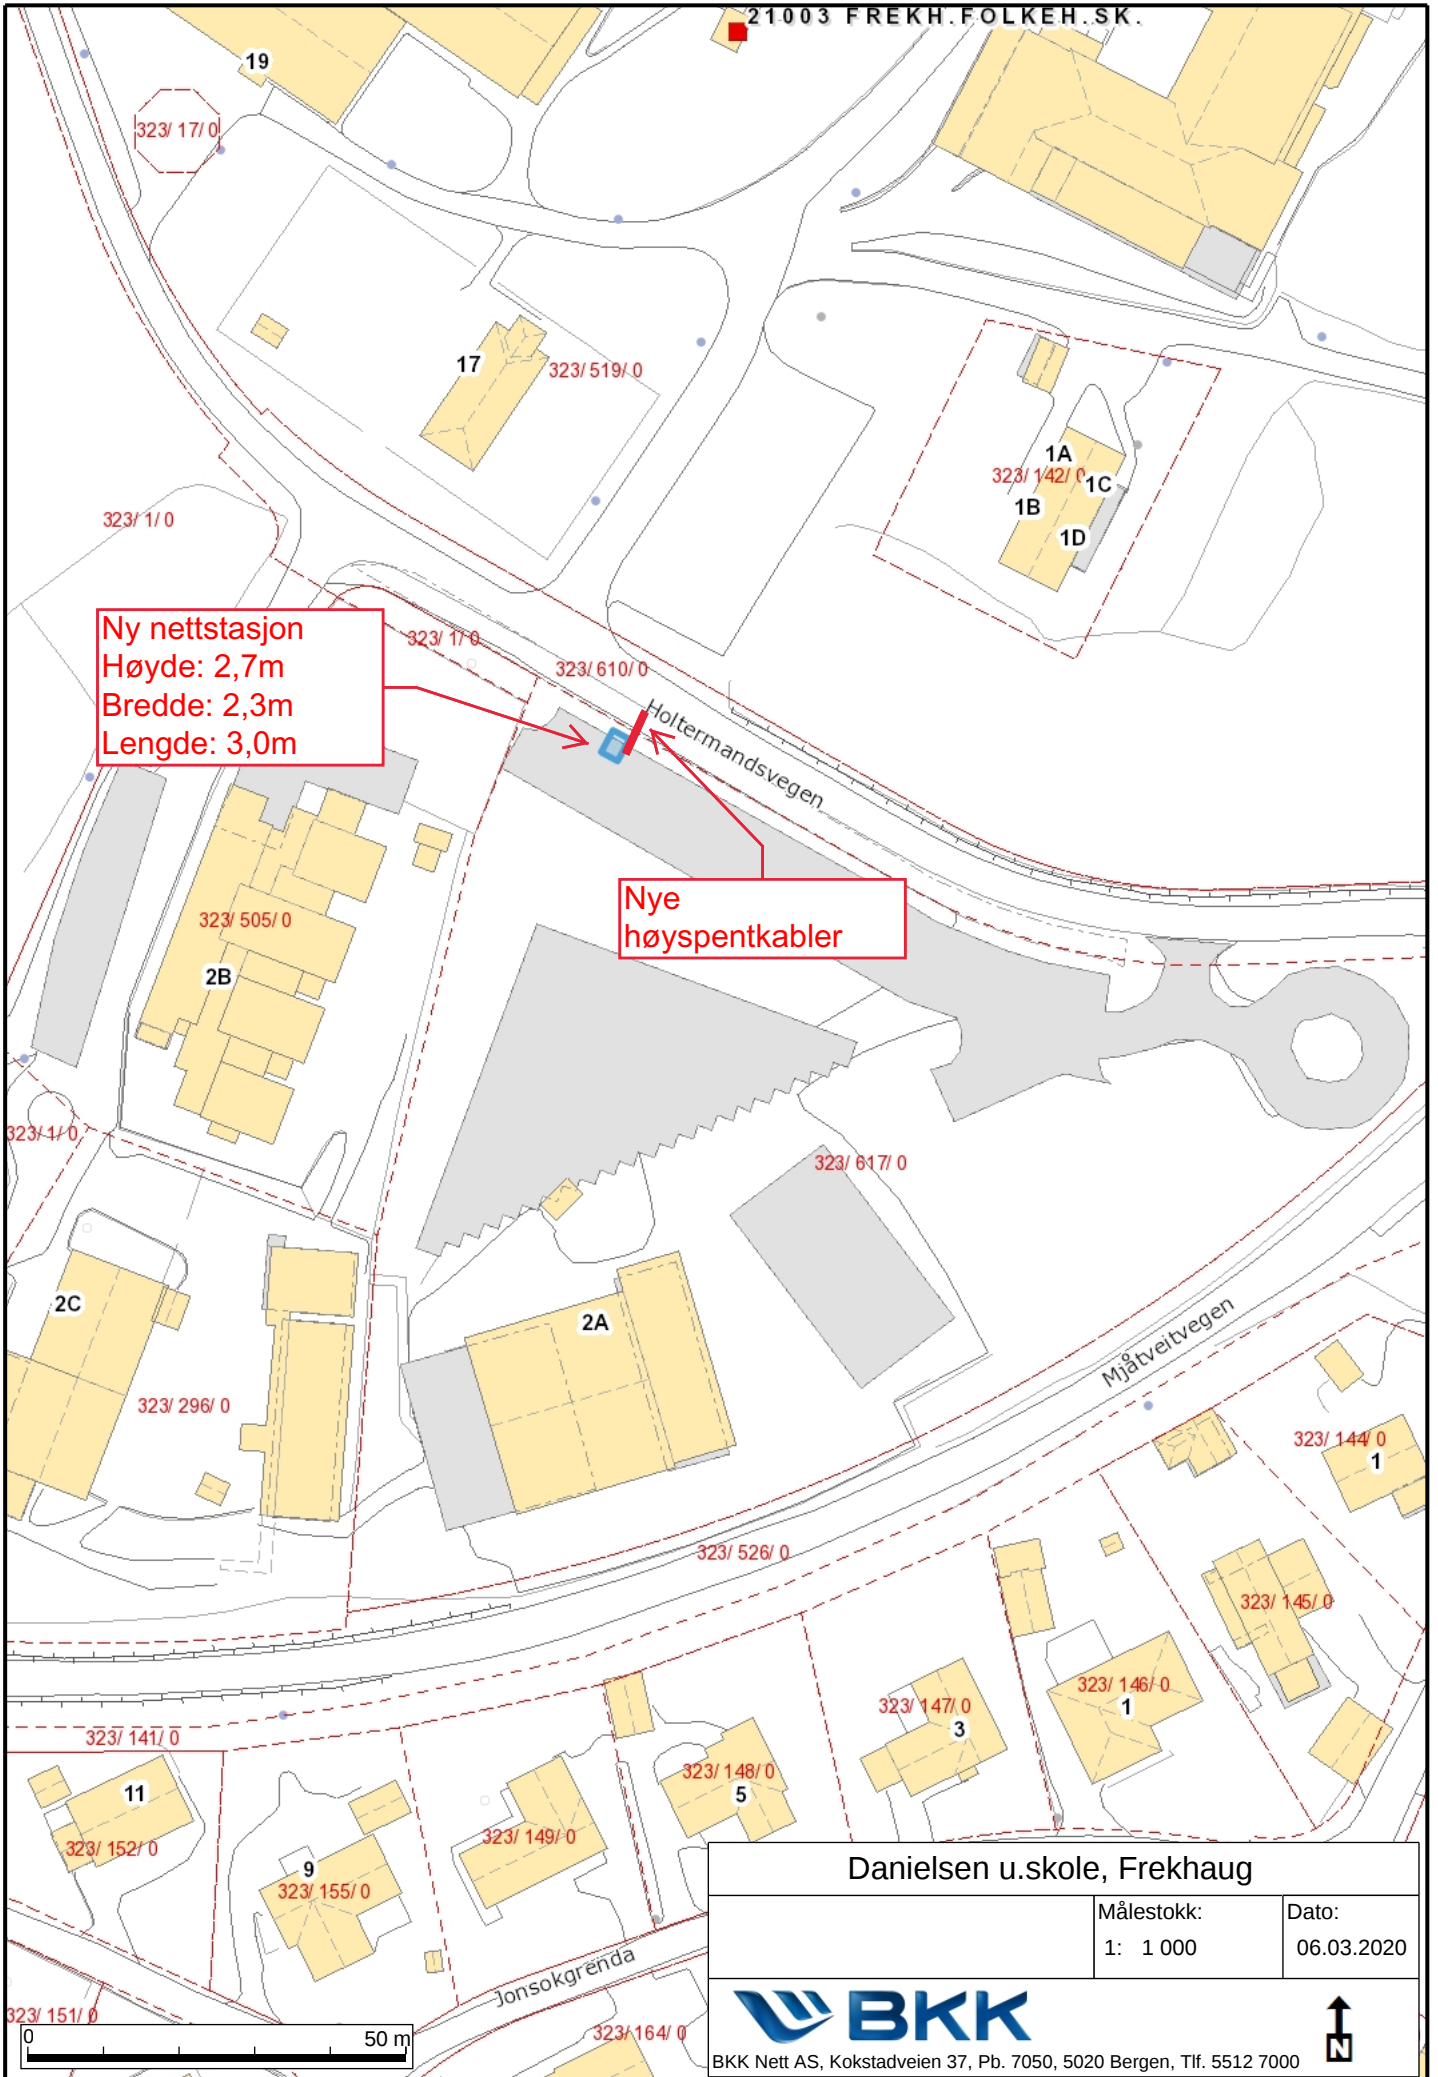 21003 FREKH.FOLKEH.SK.
19
323/ 17/ 0
17
323/ 519/ 0
1A
323/ 142/ 0
1C
1B
1D
323/ 1/ 0
Ny nettstasjon
Høyde: 2,7m
Bredde: 2,3m
Lengde: 3,0m
323/ 1/ 0
323/ 610/ 0
Holtermandsvegen
Nye
høyspentkabler
323/ 505/ 0
2B
323/ 1/ 0
323/ 617/ 0
2C
2A
Mjåtveitvegen
323/ 296/ 0
323/ 144/ 0
1
323/ 526/ 0
323/ 145/ 0
323/ 146/ 0
1
323/ 147/ 0
3
323/ 141/ 0
323/ 148/ 0
5
11
323/ 152/ 0
323/ 149/ 0
9
323/ 155/ 0
Jonsokgrenda
323/ 151/ 0
323/ 164/ 0
0 50 m
Danielsen u.skole, Frekhaug
Målestokk:
1: 1 000
Dato:
06.03.2020
BKK
N
BKK Nett AS, Kokstadveien 37, Pb. 7050, 5020 Bergen, Tlf. 5512 7000